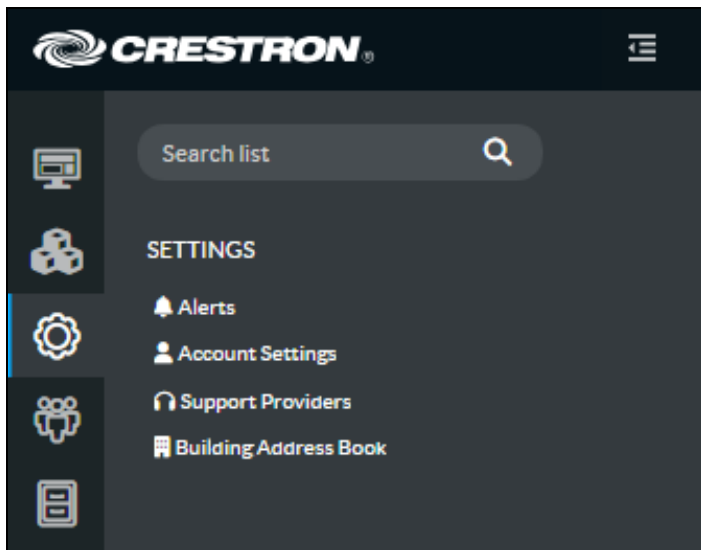 CRESTRON®
Search list
SETTINGS
Alerts
Account Settings
Support Providers
Building Address Book